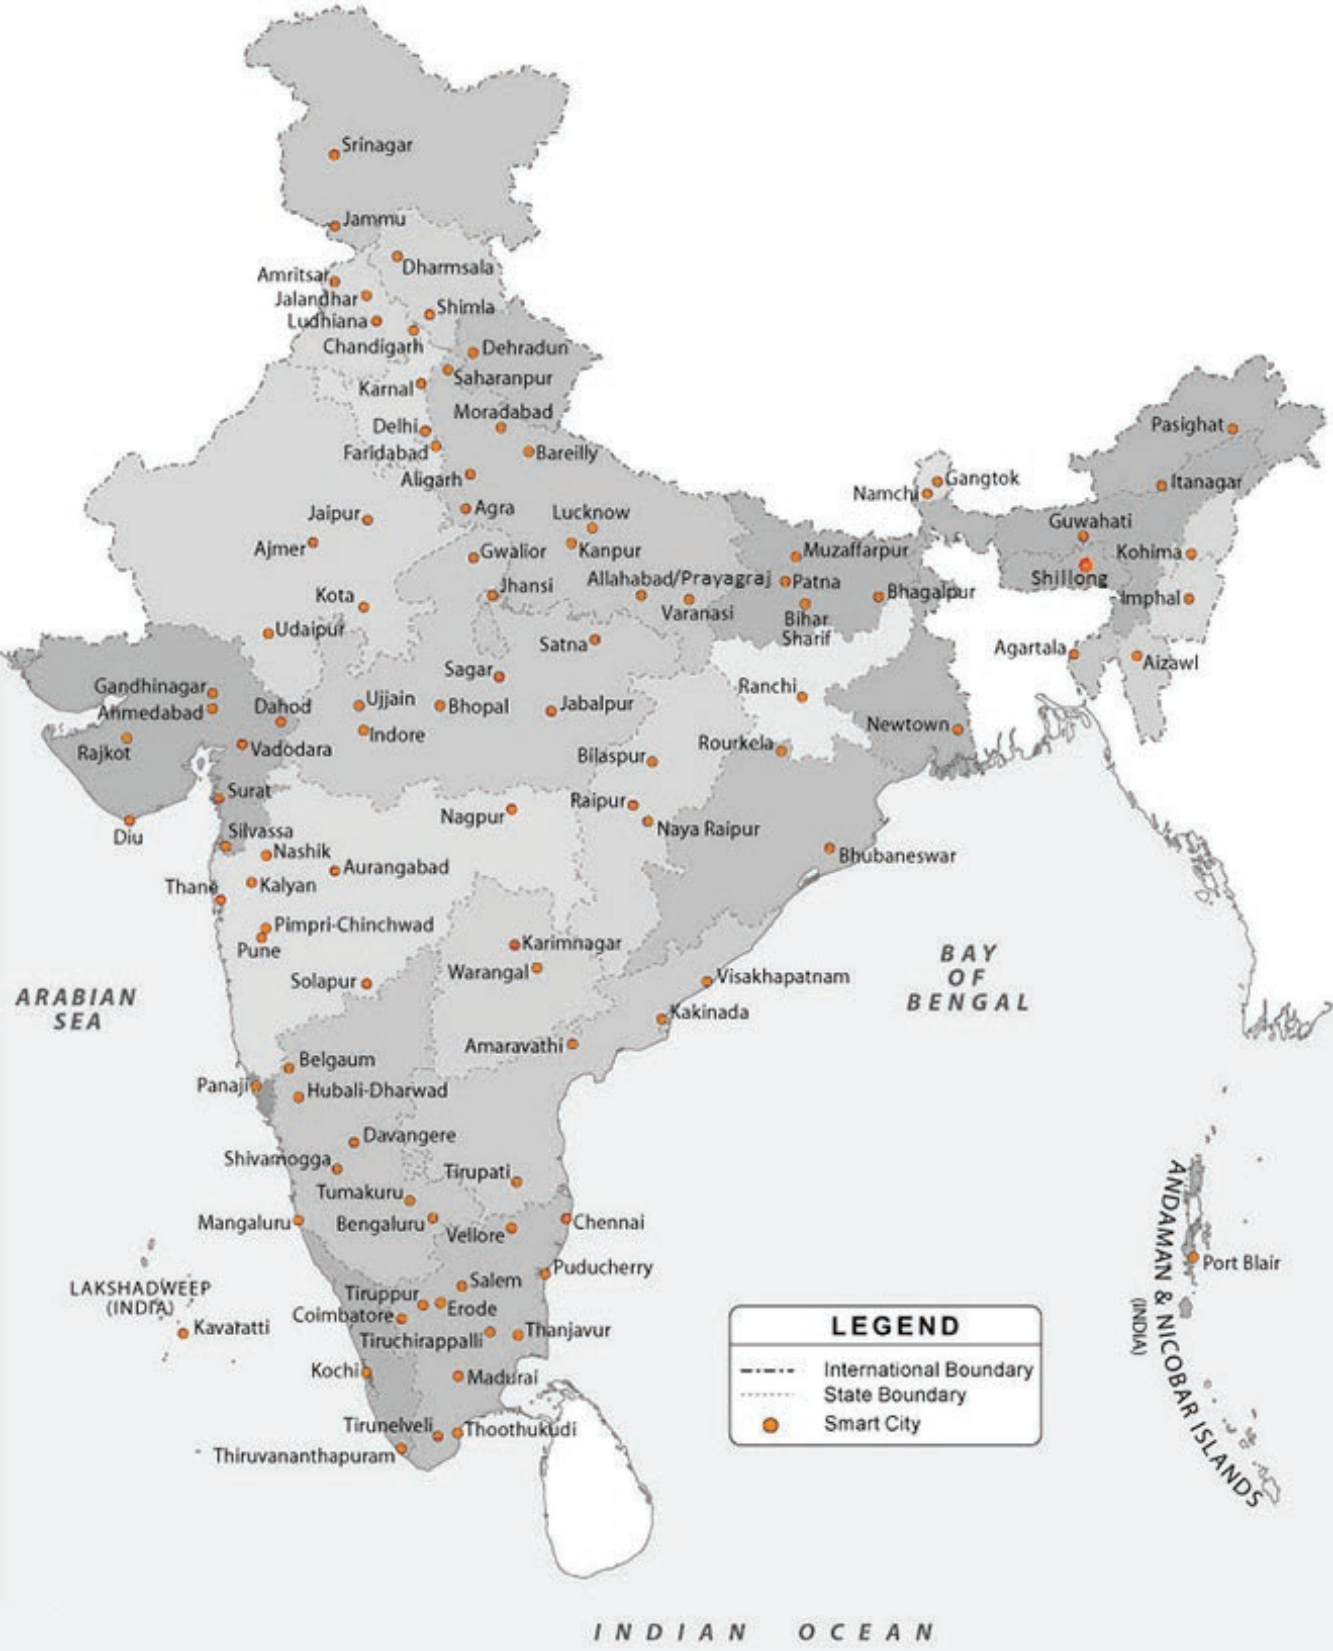 Srinagar
Jammu
Dharmsala
Amritsar
Jalandhar
Shimla
Ludhiana
Chandigarh
Dehradun
Saharanpur
Karnal
Moradabad
Delhi
Faridabad
Bareilly
Aligarh
Pasighat
Gangtok
Namchi
Itanagar
Jaipur
Agra
Lucknow
Guwahati
Ajmer
Gwalior
Kanpur
Muzaffarpur
Kohima
Shillong
Jhansi
Allahabad/Prayagraj
Patna
Bhagalpur
Imphal
Kota
Varanasi
Bihar
Sharif
Udaipur
Satna
Agartala
Aizawl
Sagar
Gandhinagar
Ahmedabad
Dahod
Ujjain
Bhopal
Jabalpur
Ranchi
Newtown
Rajkot
Vadodara
Indore
Bilaspur
Rourkela
Surat
Nagpur
Raipur
Naya Raipur
Diu
Silvassa
Nashik
Aurangabad
Bhubaneswar
Thane
Kalyan
Pimpri-Chinchwad
Pune
Karimnagar
Warangal
Solapur
Visakhapatnam
BAY
OF
BENGAL
ARABIAN
SEA
Kakinada
Amaravathi
Belgaum
Panaji
Hubali-Dharwad
Davangere
Shivamogga
Tirupati
Tumakuru
Mangaluru
Bengaluru
Vellore
Chennai
Puducherry
Port Blair
ANDAMAN & NICOBAR ISLANDS
(INDIA)
LAKSHADWEEP
(INDIA)
Kavaratti
Salem
Tiruppur
Erode
Coimbatore
Tiruchirappalli
Thanjavur
Kochi
Madurai
Tirunelveli
Thoothukudi
Thiruvananthapuram
LEGEND
International Boundary
State Boundary
Smart City
INDIAN OCEAN